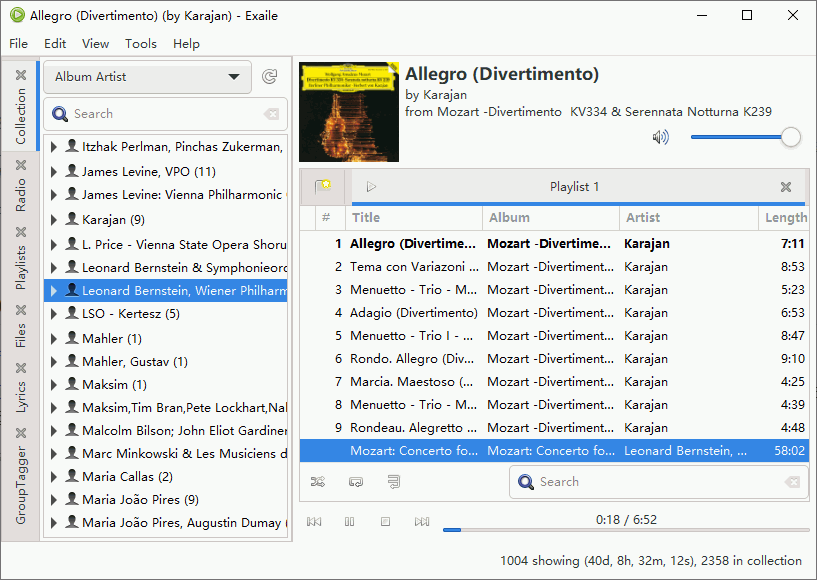 Allegro (Divertimento) (by Karajan) - Exaile
File Edit View Tools Help
Collection
Radio
Playlists
Files
Lyrics
GroupTagger
Album Artist
Search
Itzhak Perlman, Pinchas Zukerman,
James Levine, VPO (11)
James Levine: Vienna Philharmonic
Karajan (9)
L. Price - Vienna State Opera Shoru
Leonard Bernstein & Symphonieorc
Leonard Bernstein, Wiener Philharm
LSO - Kertesz (5)
Mahler (1)
Mahler, Gustav (1)
Maksim (1)
Maksim,Tim Bran,Pete Lockhart,Nal
Malcolm Bilson; John Eliot Gardiner
Marc Minkowski & Les Musiciens d
Maria Callas (2)
Maria João Pires (9)
Maria João Pires, Augustin Dumay (
Allegro (Divertimento)
by Karajan
from Mozart -Divertimento KV334 & Serennata Notturna K239
Playlist 1
# Title Album Artist Length
1 Allegro (Divertime... Mozart -Divertime... Karajan 7:11
2 Tema con Variazoni ... Mozart -Divertiment... Karajan 8:53
3 Menuetto - Trio - M... Mozart -Divertiment... Karajan 5:23
4 Adagio (Divertimento) Mozart -Divertiment... Karajan 6:53
5 Menuetto - Trio I - ... Mozart -Divertiment... Karajan 8:47
6 Rondo. Allegro (Div... Mozart -Divertiment... Karajan 9:10
7 Marcia. Maestoso (... Mozart -Divertiment... Karajan 4:25
8 Menuetto - Trio - M... Mozart -Divertiment... Karajan 4:39
9 Rondeau. Alegretto ... Mozart -Divertiment... Karajan 4:48
Mozart: Concerto fo... Mozart: Concerto fo... Leonard Bernstein, ... 58:02
Search
0:18 / 6:52
1004 showing (40d, 8h, 32m, 12s), 2358 in collection